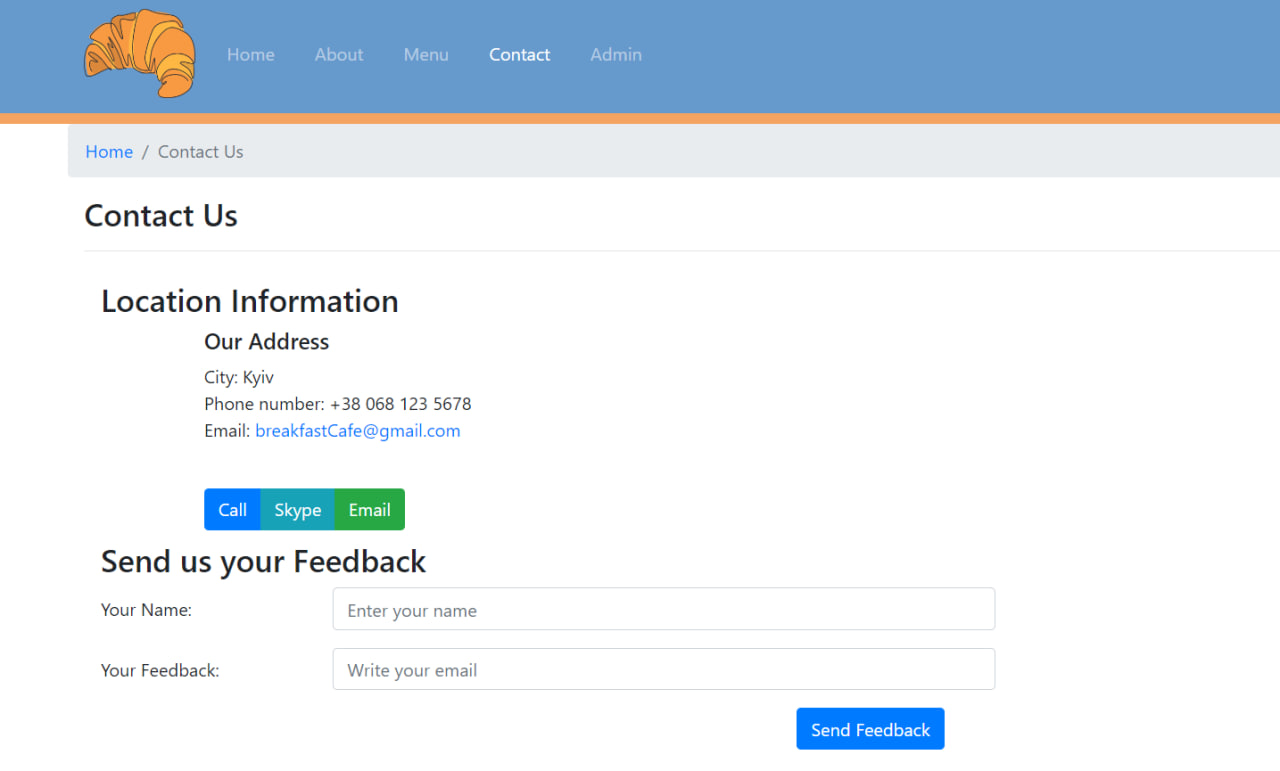 Home About Menu Contact Admin
Home / Contact Us
Contact Us
Location Information
Our Address
City: Kyiv
Phone number: +38 068 123 5678
Email: breakfastCafe@gmail.com
Call Skype Email
Send us your Feedback
Your Name: Enter your name
Your Feedback: Write your email
Send Feedback